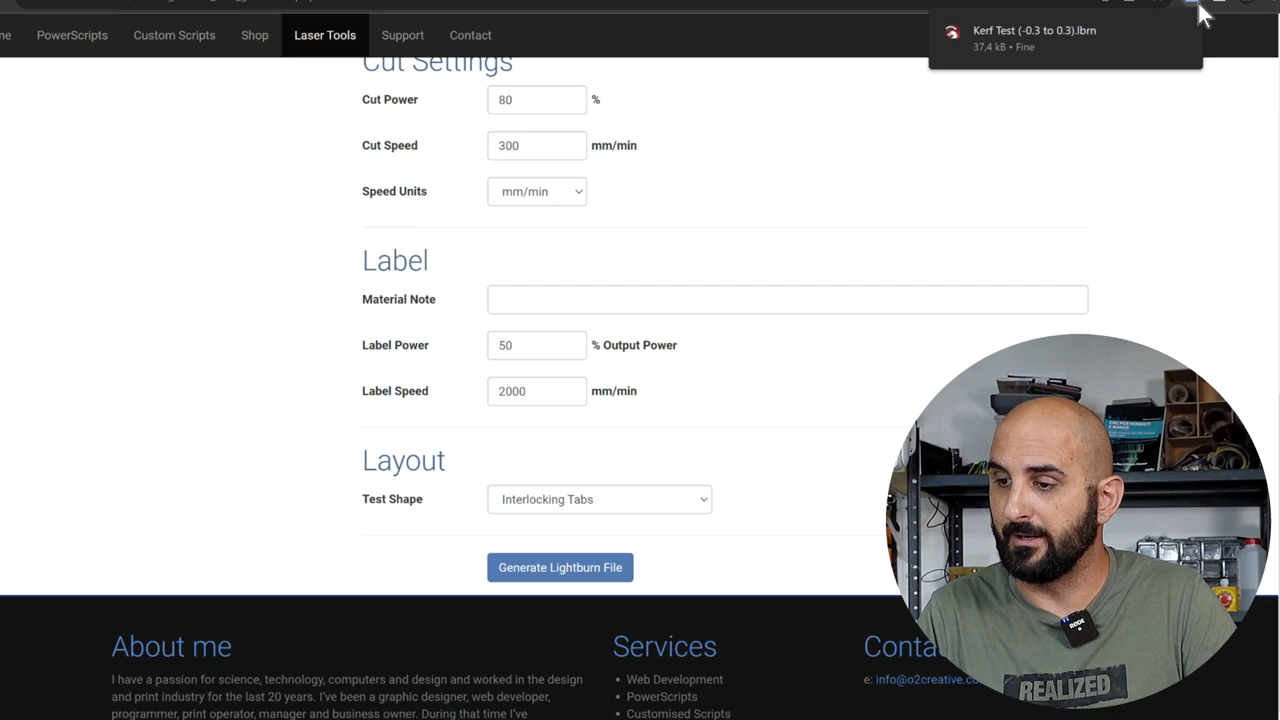 ne PowerScripts Custom Scripts Shop Laser Tools Support Contact
Kerf Test (-0.3 to 0.3).lbrn
37,4 kB • Fine
Cut Settings
Cut Power 80 %
Cut Speed 300 mm/min
Speed Units mm/min
Label
Material Note
Label Power 50 % Output Power
Label Speed 2000 mm/min
Layout
Test Shape Interlocking Tabs
Generate Lightburn File
About me
I have a passion for science, technology, computers and design and worked in the design
and print industry for the last 20 years. I've been a graphic designer, web developer,
programmer, print operator, manager and business owner. During that time I've
Services
• Web Development
• PowerScripts
• Customised Scripts
Conta
e: info@o2creative.co
RØDE
REALIZED